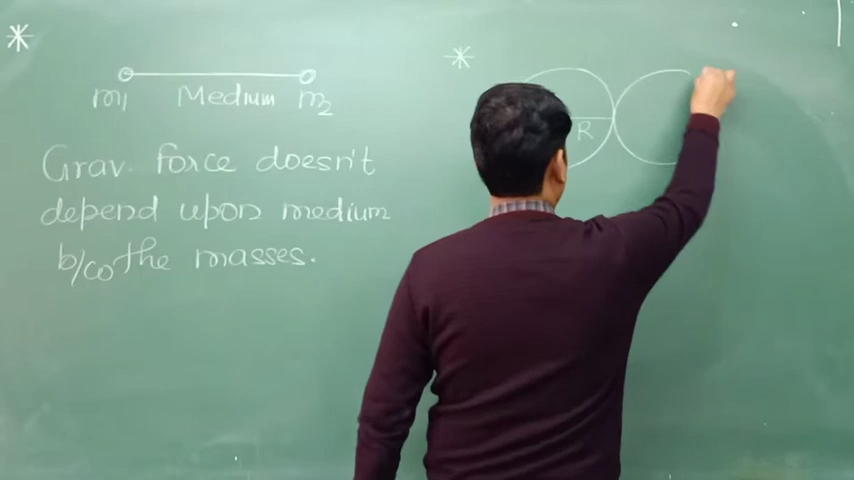 m1 Medium m2
Grav. force doesn't
depend upon medium
b/w the masses.
R